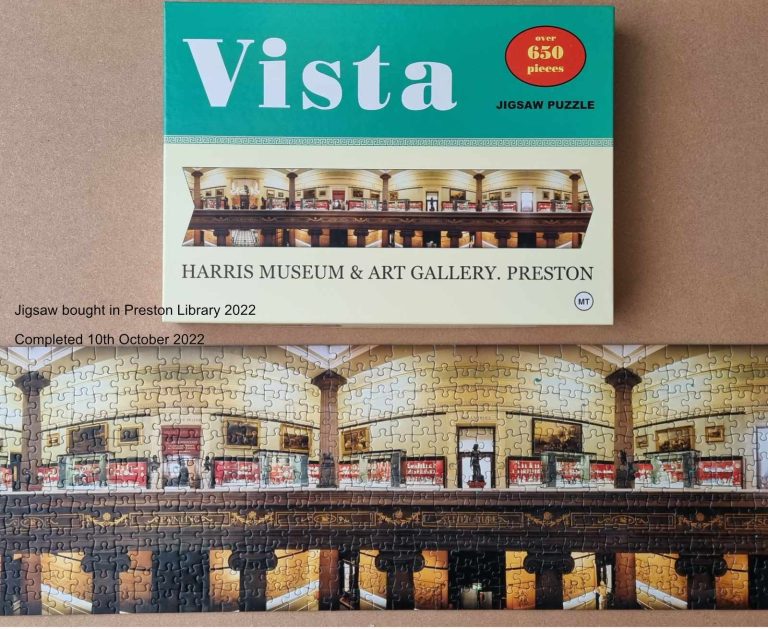 Vista
over
650
pieces
JIGSAW PUZZLE
HARRIS MUSEUM & ART GALLERY. PRESTON
MT
Jigsaw bought in Preston Library 2022
Completed 10th October 2022